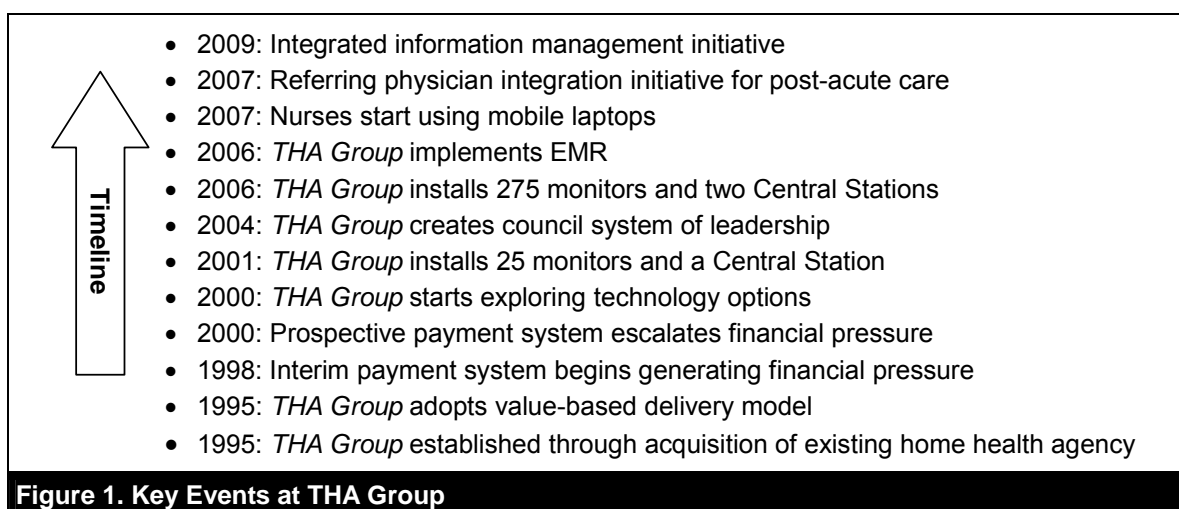 • 2009: Integrated information management initiative
• 2007: Referring physician integration initiative for post-acute care
• 2007: Nurses start using mobile laptops
• 2006: THA Group implements EMR
• 2006: THA Group installs 275 monitors and two Central Stations
• 2004: THA Group creates council system of leadership
• 2001: THA Group installs 25 monitors and a Central Station
• 2000: THA Group starts exploring technology options
• 2000: Prospective payment system escalates financial pressure
• 1998: Interim payment system begins generating financial pressure
• 1995: THA Group adopts value-based delivery model
• 1995: THA Group established through acquisition of existing home health agency
Timeline
Figure 1. Key Events at THA Group